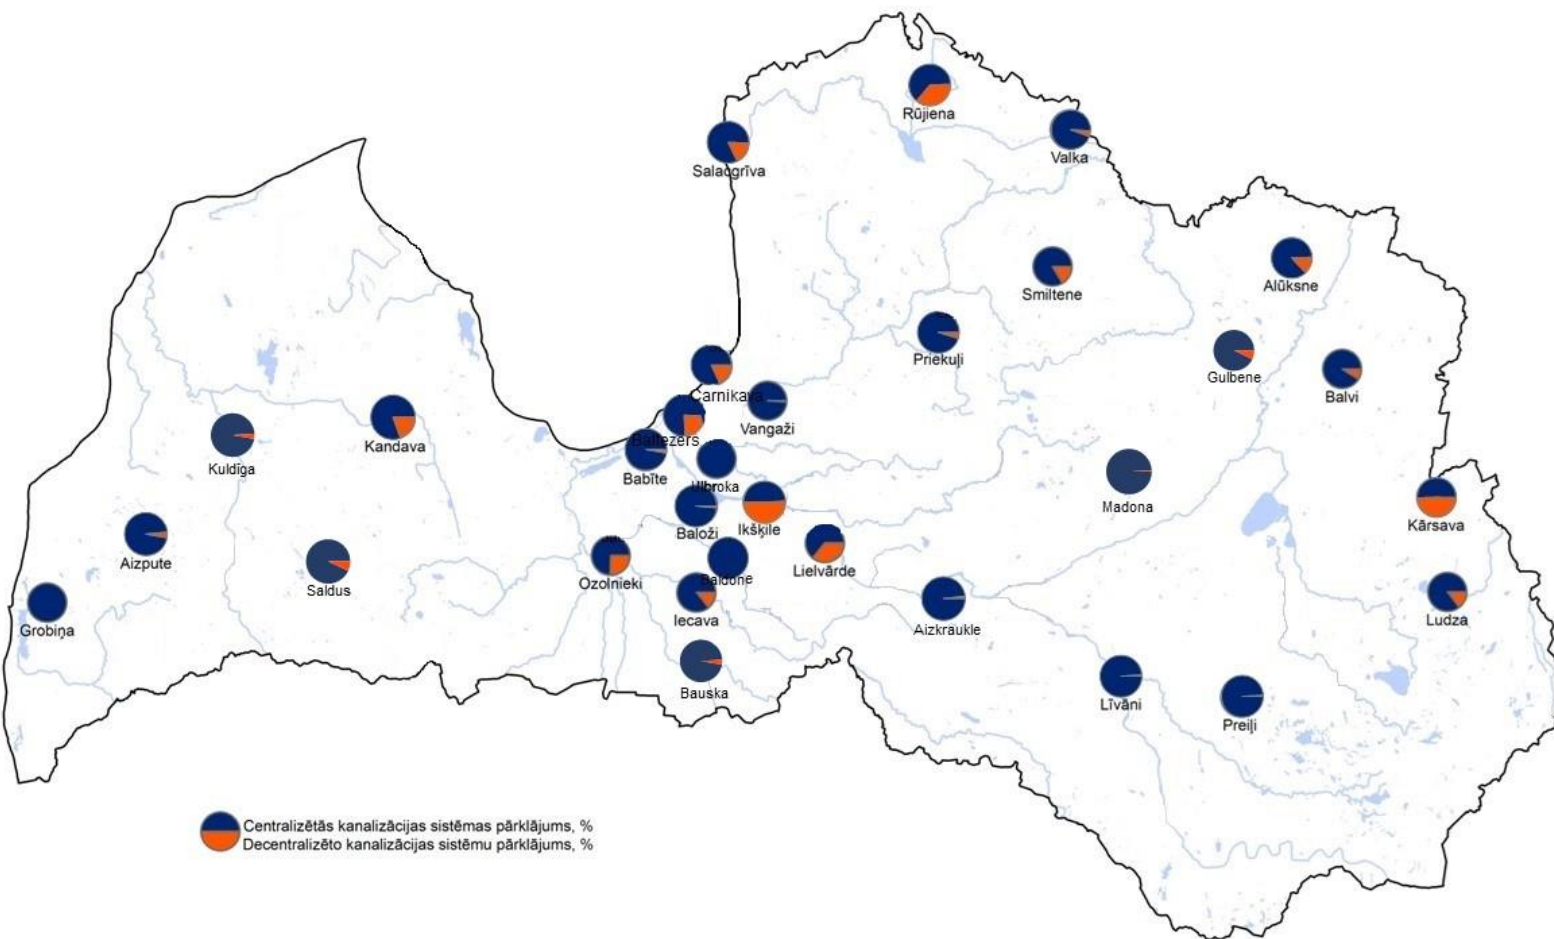 Rūjiena
Valka
Salacgrīva
Alūksne
Smiltene
Priekuļi
Gulbene
Balvi
Carnikava
Vangaži
Baltezers
Kandava
Kuldīga
Babīte
Ulbroka
Madona
Kārsava
Baloži
Ikšķile
Aizpute
Lielvārde
Ozolnieki
Baldone
Saldus
Iecava
Ludza
Grobiņa
Aizkraukle
Bauska
Līvāni
Preiļi
Centralizētās kanalizācijas sistēmas pārklājums, %
Decentralizēto kanalizācijas sistēmu pārklājums, %